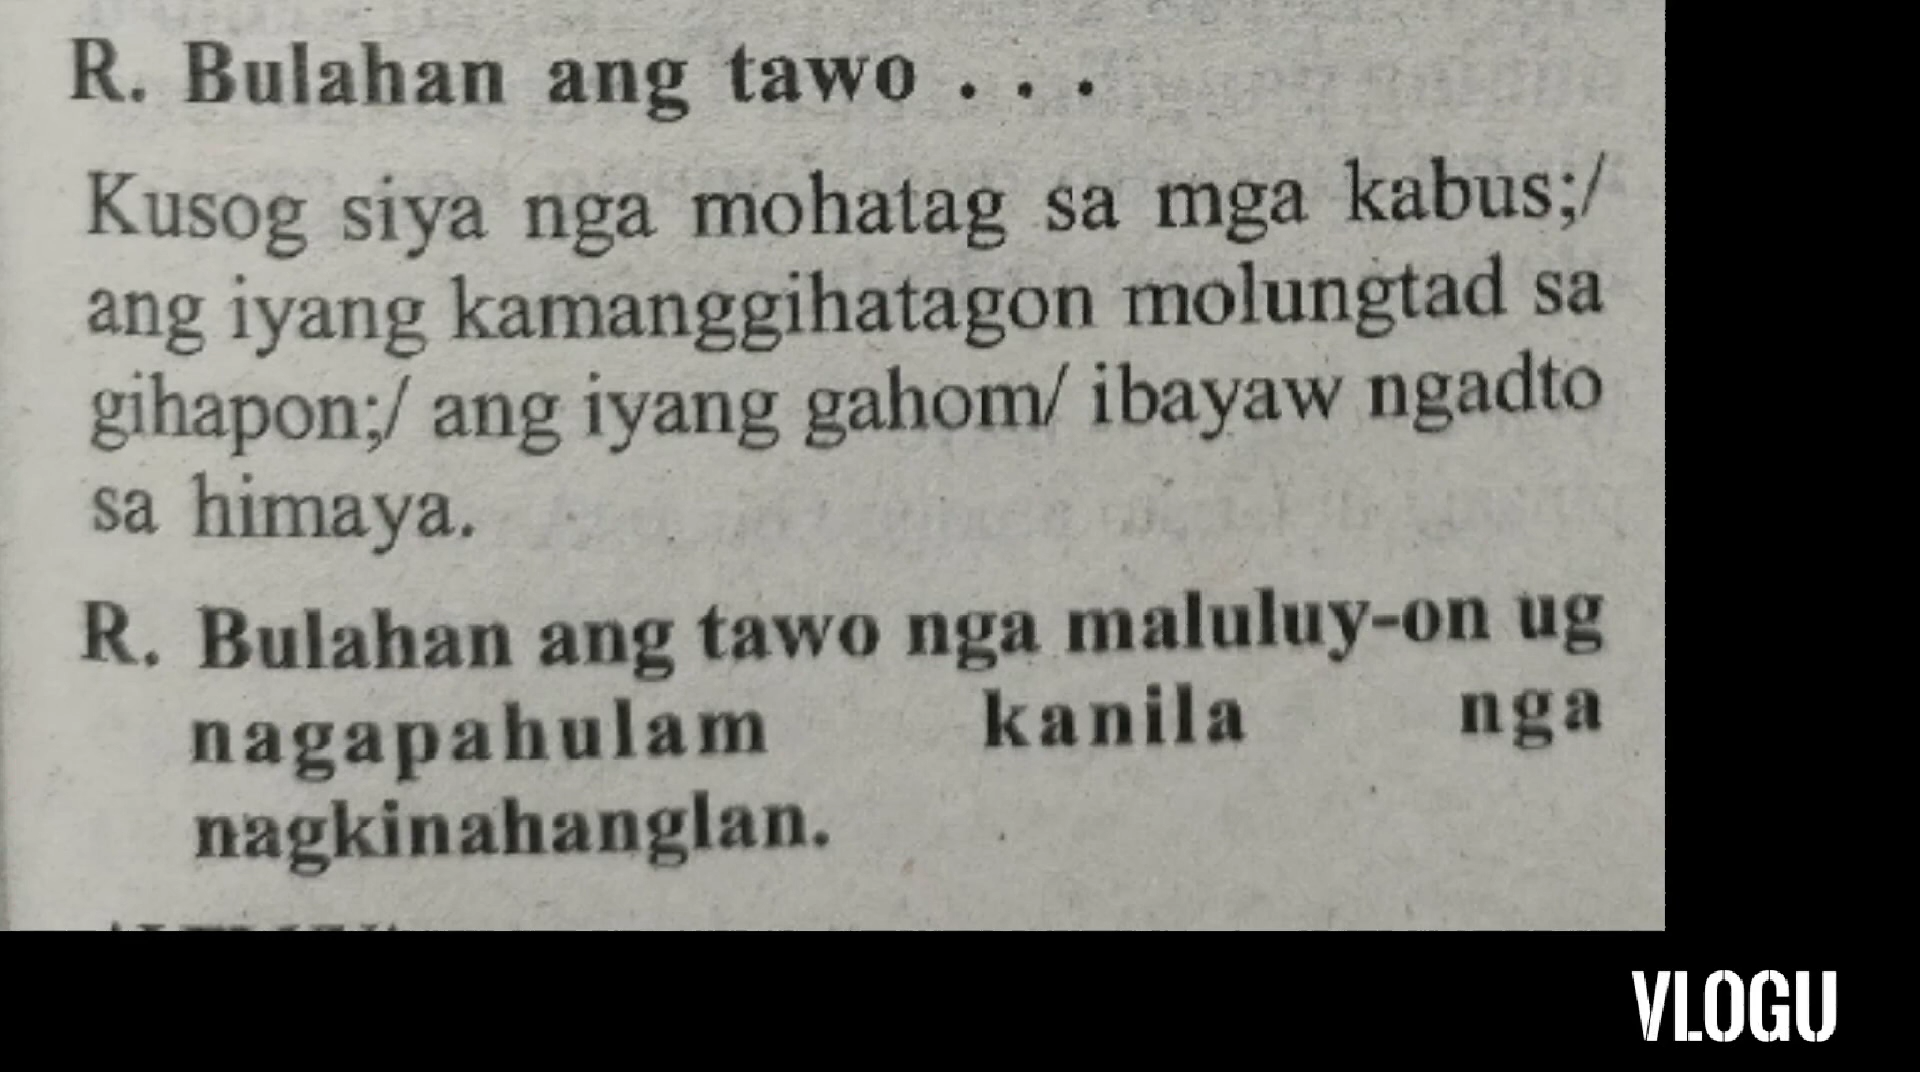 R. Bulahan ang tawo . . .
Kusog siya nga mohatag sa mga kabus;/
ang iyang kamanggihatagon molungtad sa
gihapon;/ ang iyang gahom/ ibayaw ngadto
sa himaya.
R. Bulahan ang tawo nga maluluy-on ug
nagapahulam kanila nga
nagkinahanglan.
VLOGU